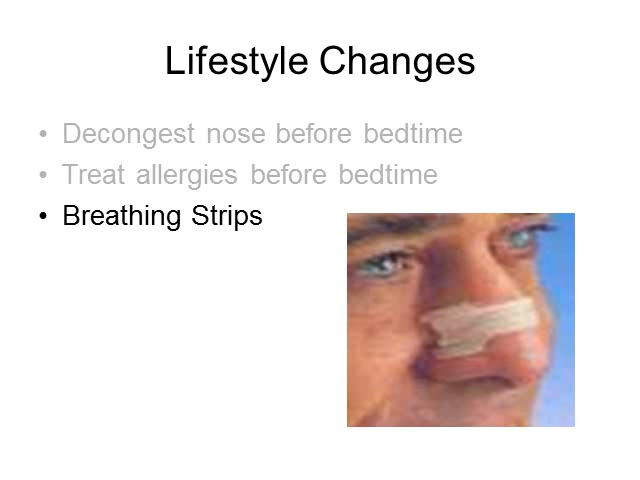 Lifestyle Changes
• Decongest nose before bedtime
• Treat allergies before bedtime
• Breathing Strips